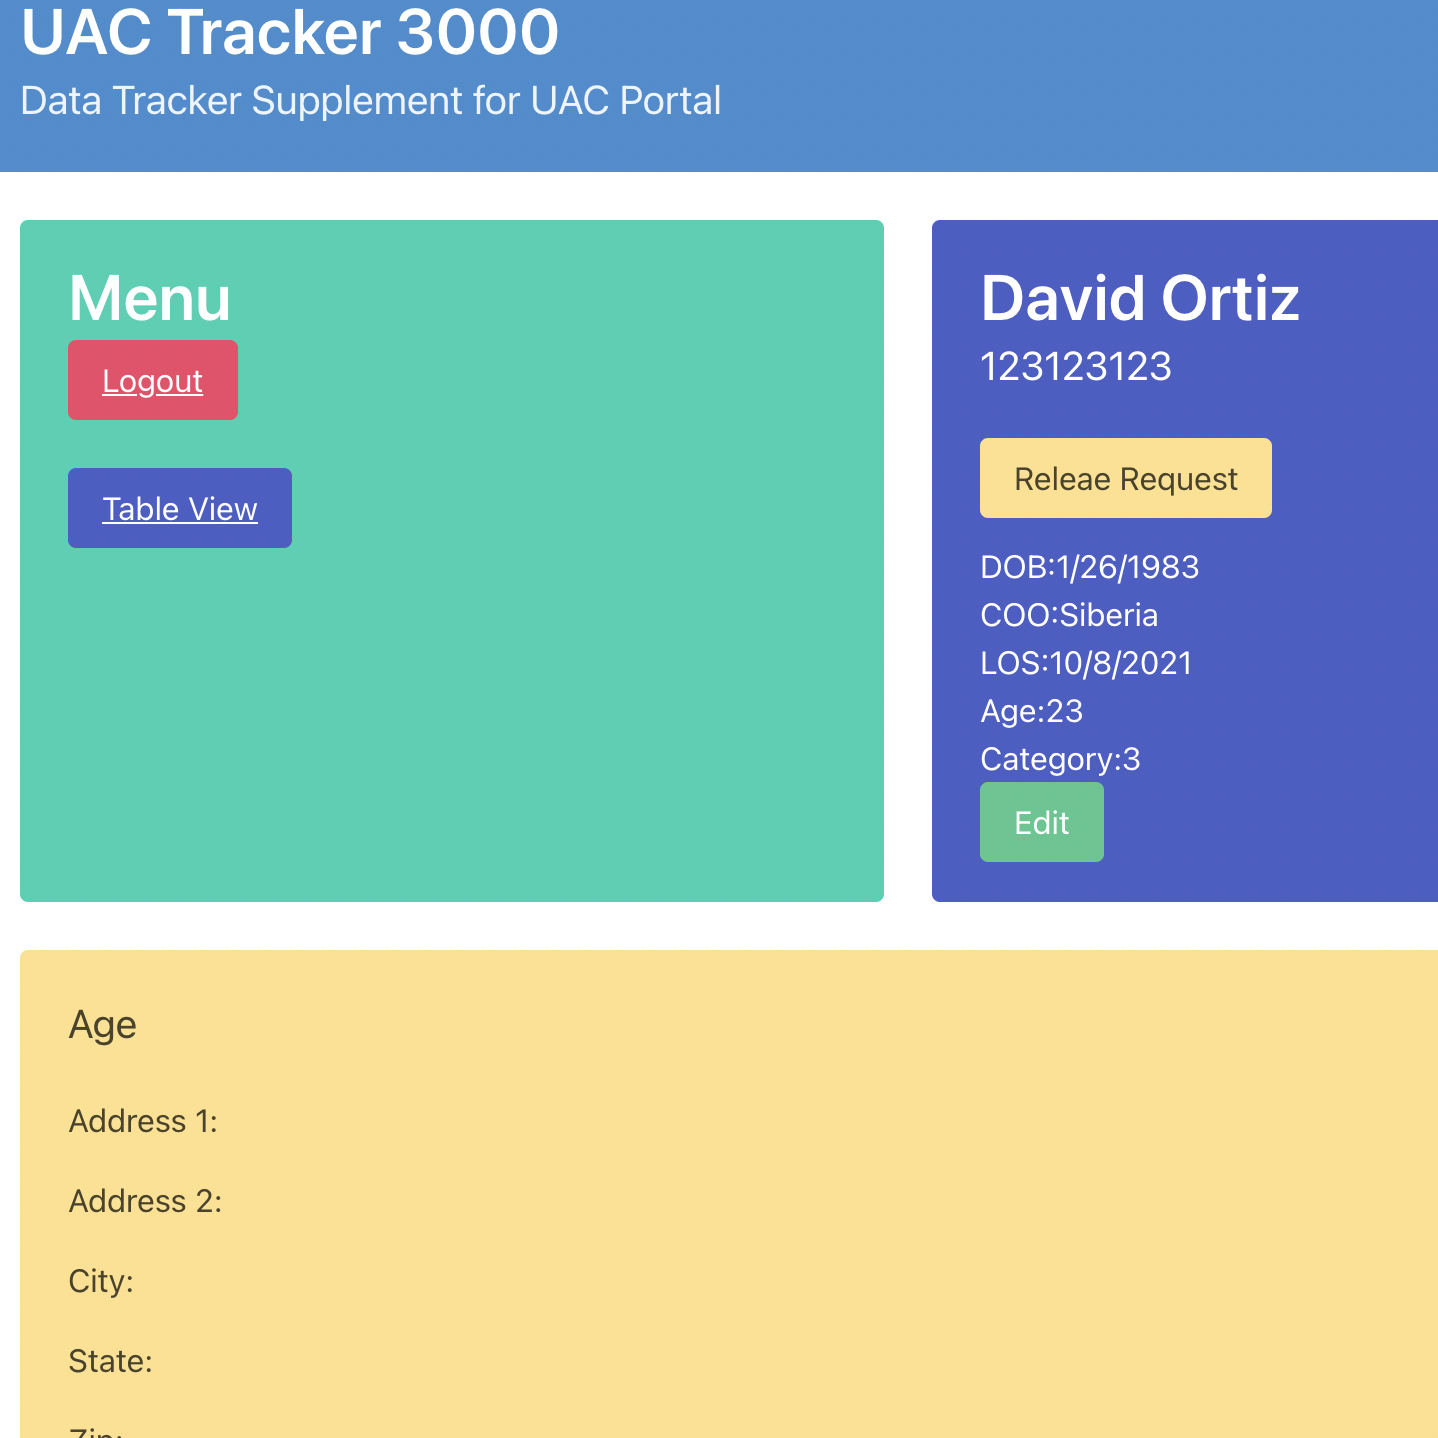 UAC Tracker 3000
Data Tracker Supplement for UAC Portal
Menu
Logout
Table View
David Ortiz
123123123
Releae Request
DOB:1/26/1983
COO:Siberia
LOS:10/8/2021
Age:23
Category:3
Edit
Age
Address 1:
Address 2:
City:
State:
Zip: